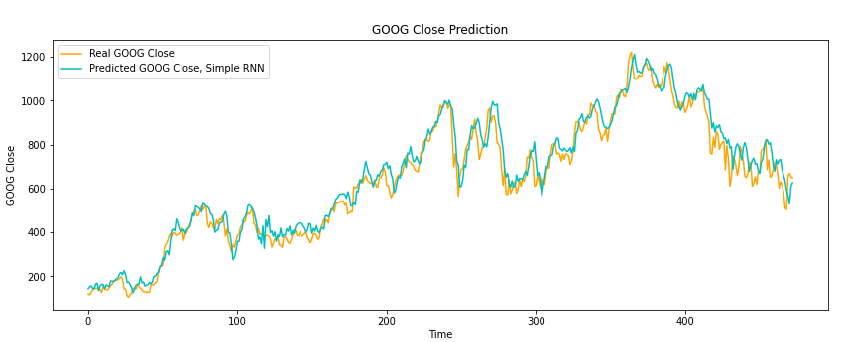 GOOG Close Prediction
Real GOOG Close
Predicted GOOG Close, Simple RNN
GOOG Close
1200
1000
800
600
400
200
0
100
200
300
400
Time